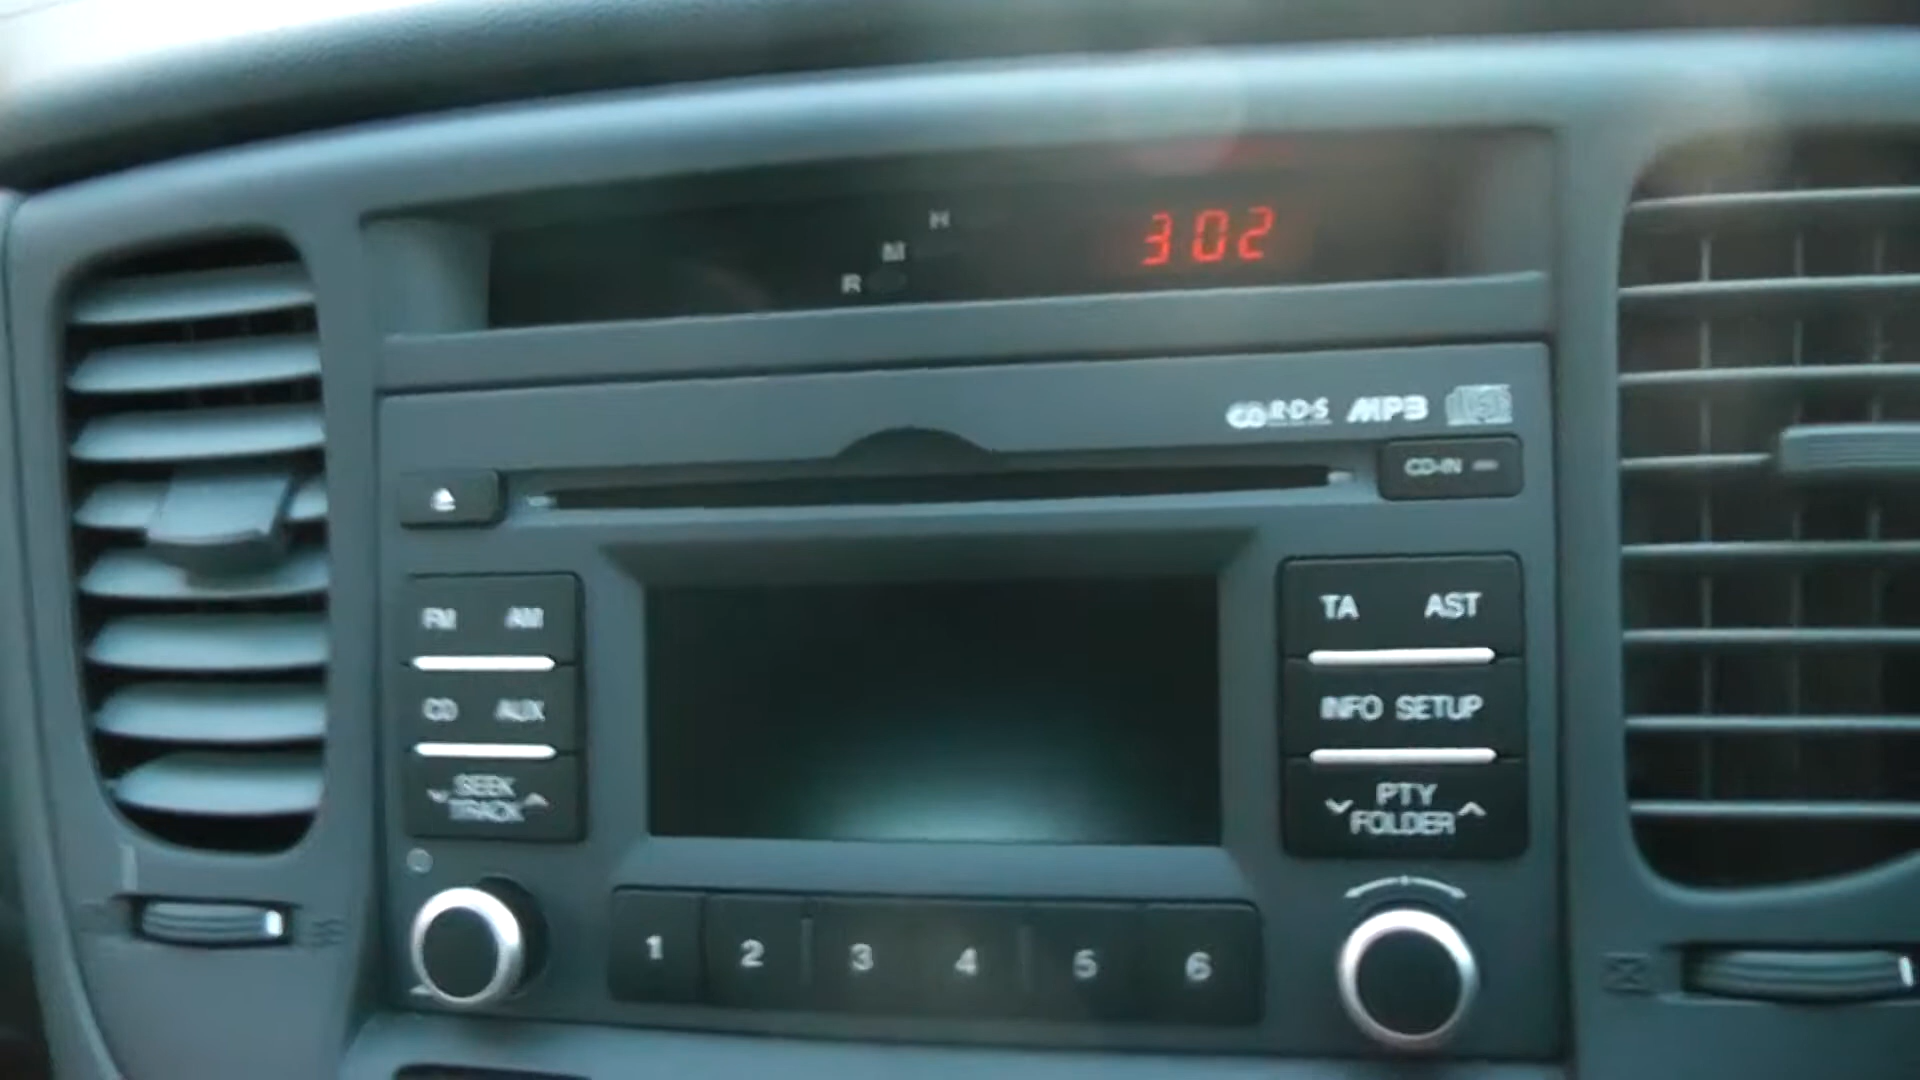 H
M
R
302
RDS MP3
CD-IN
FM AM
TA AST
CD AUX
INFO SETUP
SEEK
TRACK
PTY
FOLDER
1 2 3 4 5 6